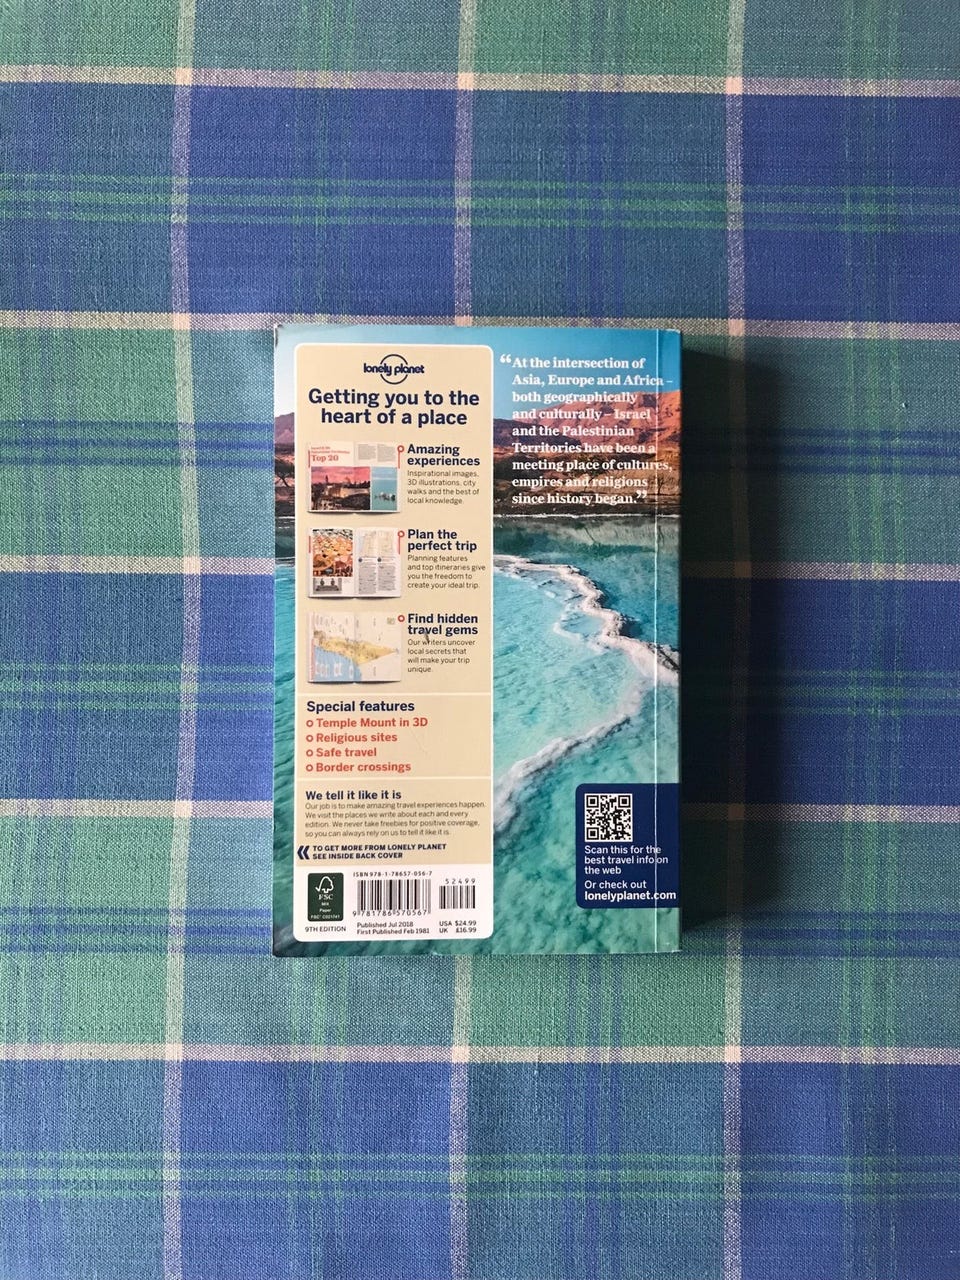 lonely planet
Getting you to the
heart of a place
Top 20
Amazing
experiences
Inspirational images,
3D illustrations, city
walks and the best of
local knowledge.
Plan the
perfect trip
Planning features
and top itineraries give
you the freedom to
create your ideal trip.
Find hidden
travel gems
Our writers uncover
local secrets that
will make your trip
unique.
Special features
Temple Mount in 3D
Religious sites
Safe travel
Border crossings
We tell it like it is
Our job is to make amazing travel experiences happen.
We visit the places we write about each and every
edition. We never take freebies for positive coverage,
so you can always rely on us to tell it like it is.
TO GET MORE FROM LONELY PLANET
SEE INSIDE BACK COVER
FSC
MIX
Paper
FSC® C021741
9TH EDITION
ISBN 978-1-78657-056-7
52499
9 781786 570567
Published Jul 2018
First Published Feb 1981
USA $24.99
UK £16.99
“At the intersection of
Asia, Europe and Africa –
both geographically
and culturally – Israel
and the Palestinian
Territories have been a
meeting place of cultures,
empires and religions
since history began.”
Scan this for the
best travel info on
the web
Or check out
lonelyplanet.com